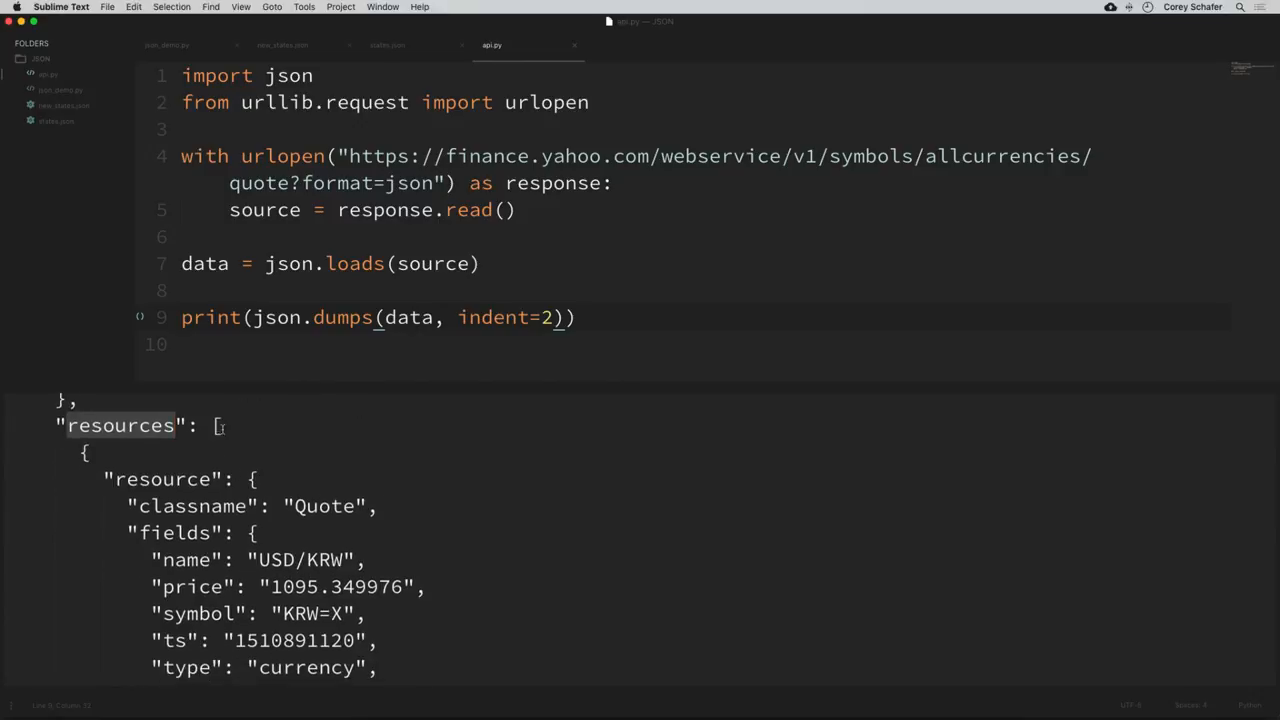 Sublime Text File Edit Selection Find View Goto Tools Project Window Help Corey Schafer
api.py — JSON
FOLDERS
JSON
api.py
json_demo.py
new_states.json
states.json
json_demo.py new_states.json states.json api.py
1 import json
2 from urllib.request import urlopen
3
4 with urlopen("https://finance.yahoo.com/webservice/v1/symbols/allcurrencies/
quote?format=json") as response:
5 source = response.read()
6
7 data = json.loads(source)
8
9 print(json.dumps(data, indent=2))
10
},
"resources": [
{
"resource": {
"classname": "Quote",
"fields": {
"name": "USD/KRW",
"price": "1095.349976",
"symbol": "KRW=X",
"ts": "1510891120",
"type": "currency",
Line 9, Column 32 UTF-8 Python